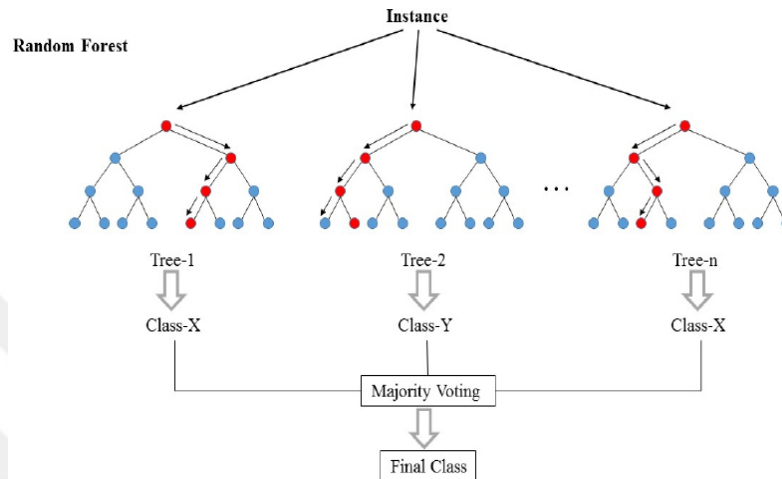 Instance
Random Forest
...
Tree-1 Tree-2 Tree-n
Class-X Class-Y Class-X
Majority Voting
Final Class